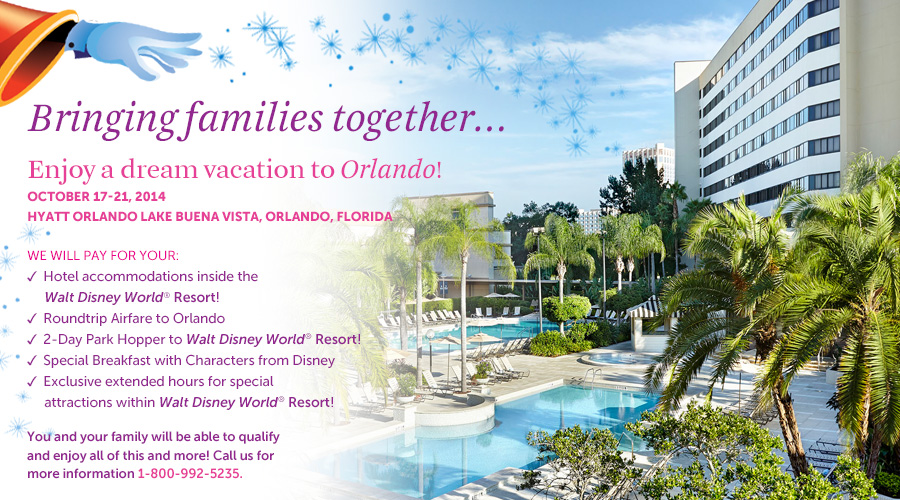 Bringing families together...
Enjoy a dream vacation to Orlando!
OCTOBER 17-21, 2014
HYATT ORLANDO LAKE BUENA VISTA, ORLANDO, FLORIDA
WE WILL PAY FOR YOUR:
✓ Hotel accommodations inside the
Walt Disney World® Resort!
✓ Roundtrip Airfare to Orlando
✓ 2-Day Park Hopper to Walt Disney World® Resort!
✓ Special Breakfast with Characters from Disney
✓ Exclusive extended hours for special
attractions within Walt Disney World® Resort!
You and your family will be able to qualify
and enjoy all of this and more! Call us for
more information 1-800-992-5235.